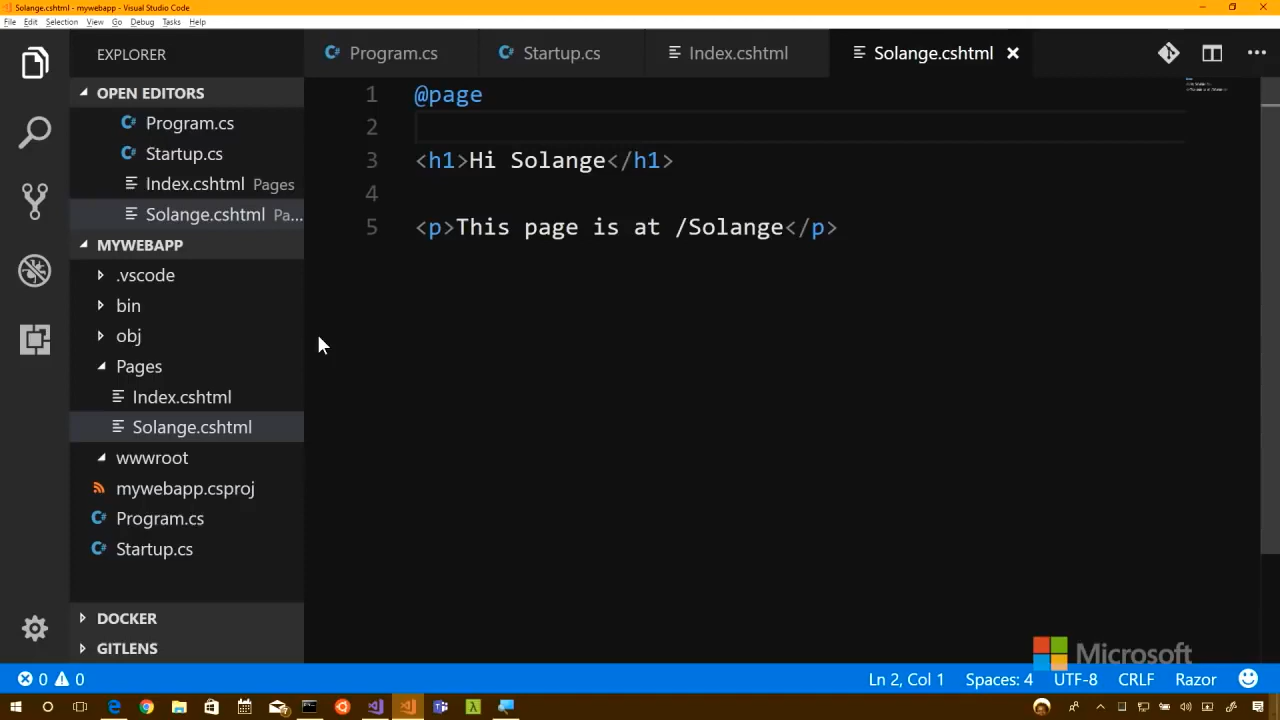 Solange.cshtml - mywebapp - Visual Studio Code
File Edit Selection View Go Debug Tasks Help
EXPLORER
OPEN EDITORS
Program.cs
Startup.cs
Index.cshtml Pages
Solange.cshtml Pa...
MYWEBAPP
.vscode
bin
obj
Pages
Index.cshtml
Solange.cshtml
wwwroot
mywebapp.csproj
Program.cs
Startup.cs
DOCKER
GITLENS
Program.cs Startup.cs Index.cshtml Solange.cshtml
1 @page
2
3 <h1>Hi Solange</h1>
4
5 <p>This page is at /Solange</p>
Microsoft
0 0 Ln 2, Col 1 Spaces: 4 UTF-8 CRLF Razor